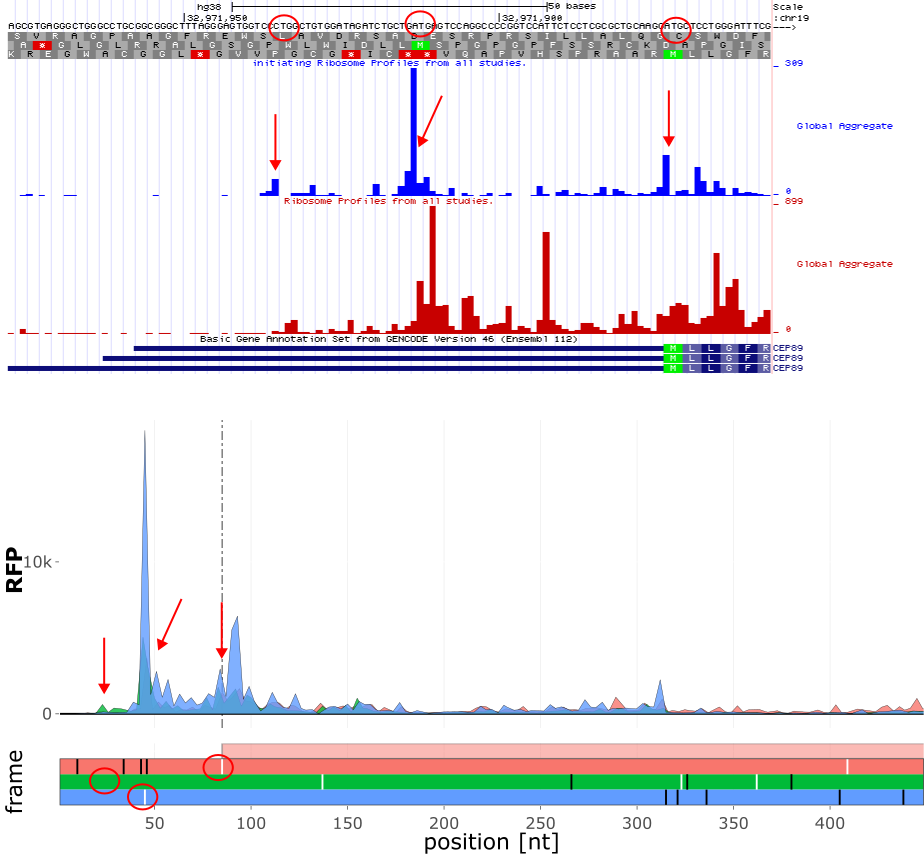 hg38 50 bases Scale
32,971,950 32,971,900 :chr19
AGCGTGAGGGCTGGGCCTGCGGCGGGCTTTAGGGAGTGGTCCCTGGCTGTGGATAGATCTGCTGATGAGTCCAGGCCCCGGTCCATTCTCCTCGCGCTGCAAGGATGCTCCTGGGATTTCG --->
S V R A G P A A G F R E W S L A V D R S A D E S R P R S I L L A L Q G C S W D F
A * G L G L R R A L G S G P W L W I D L L M S P G P G P F S S R C K D A P G I S
K R E G W A C G G L * G V V P G C G * I C * * V Q A P V H S P R A A R M L L G F R
initiating Ribosome Profiles from all studies.
309
Global Aggregate
0
Ribosome Profiles from all studies.
899
Global Aggregate
0
Basic Gene Annotation Set from GENCODE Version 46 (Ensembl 112)
M L L G F R CEP89
M L L G F R CEP89
M L L G F R CEP89
RFP
10k
0
frame
50 100 150 200 250 300 350 400
position [nt]